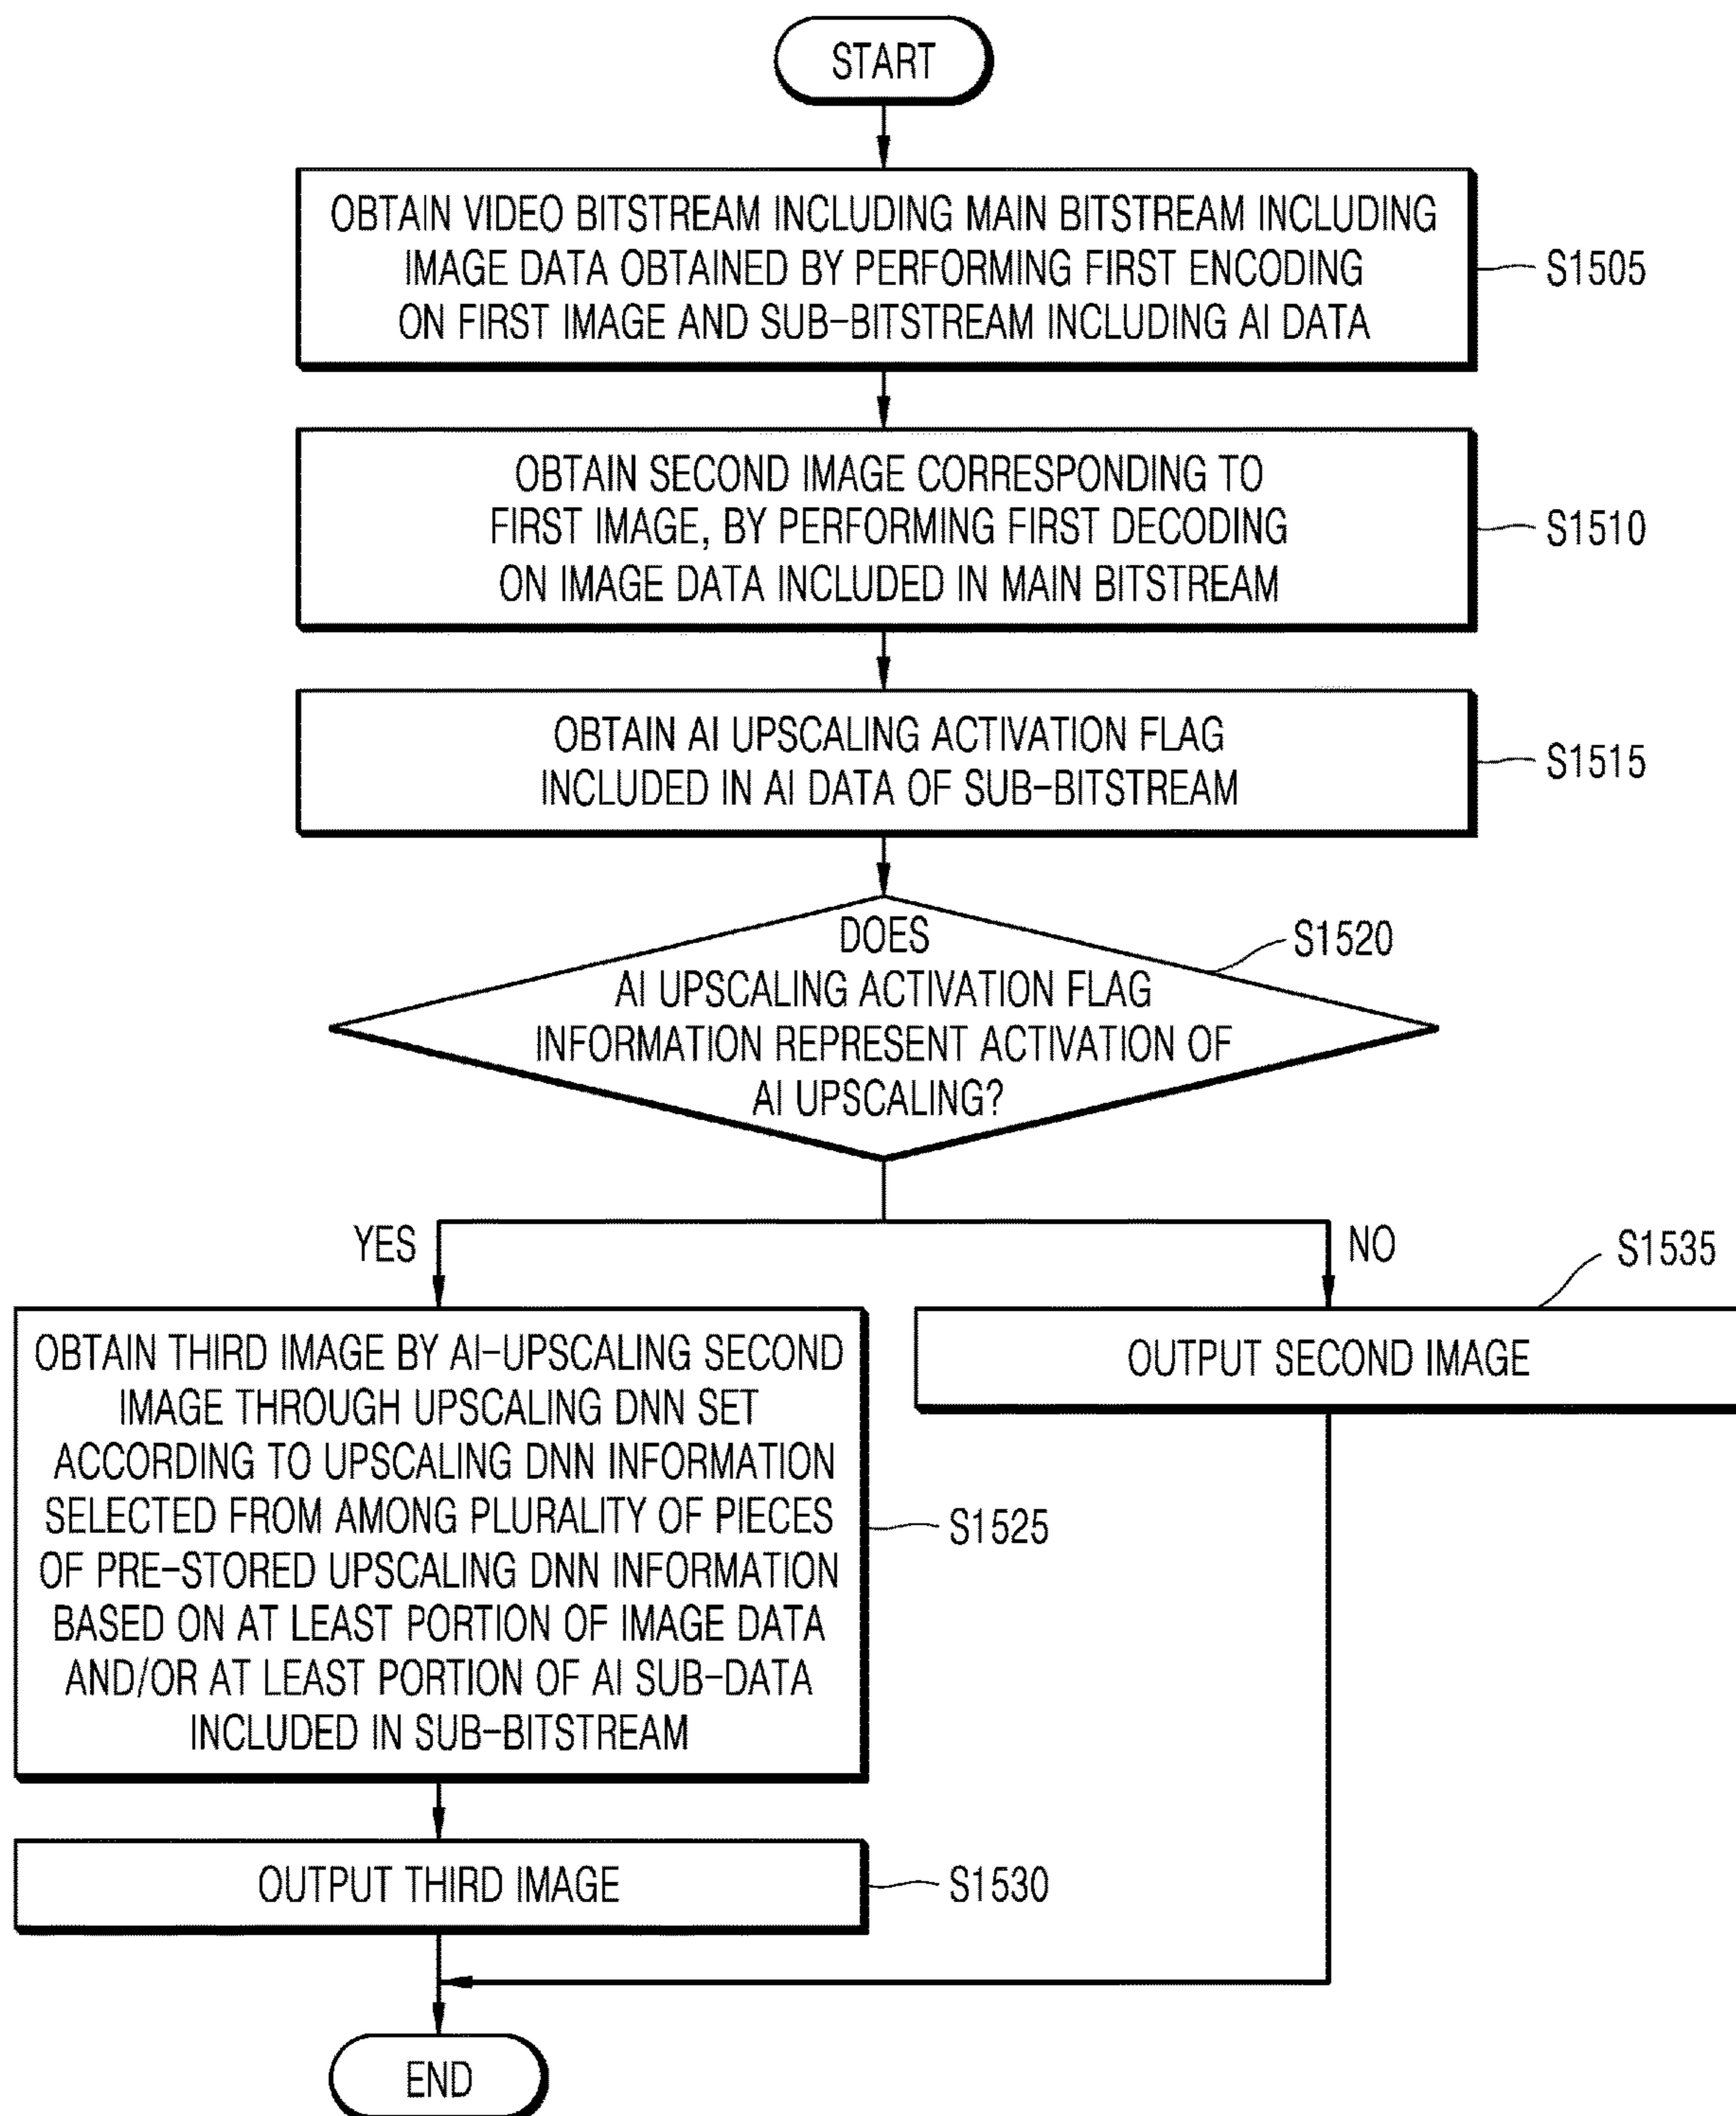 START
OBTAIN VIDEO BITSTREAM INCLUDING MAIN BITSTREAM INCLUDING
IMAGE DATA OBTAINED BY PERFORMING FIRST ENCODING
ON FIRST IMAGE AND SUB-BITSTREAM INCLUDING AI DATA
S1505
OBTAIN SECOND IMAGE CORRESPONDING TO
FIRST IMAGE, BY PERFORMING FIRST DECODING
ON IMAGE DATA INCLUDED IN MAIN BITSTREAM
S1510
OBTAIN AI UPSCALING ACTIVATION FLAG
INCLUDED IN AI DATA OF SUB-BITSTREAM
S1515
DOES
AI UPSCALING ACTIVATION FLAG
INFORMATION REPRESENT ACTIVATION OF
AI UPSCALING?
S1520
YES
NO
S1535
OBTAIN THIRD IMAGE BY AI-UPSCALING SECOND
IMAGE THROUGH UPSCALING DNN SET
ACCORDING TO UPSCALING DNN INFORMATION
SELECTED FROM AMONG PLURALITY OF PIECES
OF PRE-STORED UPSCALING DNN INFORMATION
BASED ON AT LEAST PORTION OF IMAGE DATA
AND/OR AT LEAST PORTION OF AI SUB-DATA
INCLUDED IN SUB-BITSTREAM
S1525
OUTPUT SECOND IMAGE
OUTPUT THIRD IMAGE
S1530
END